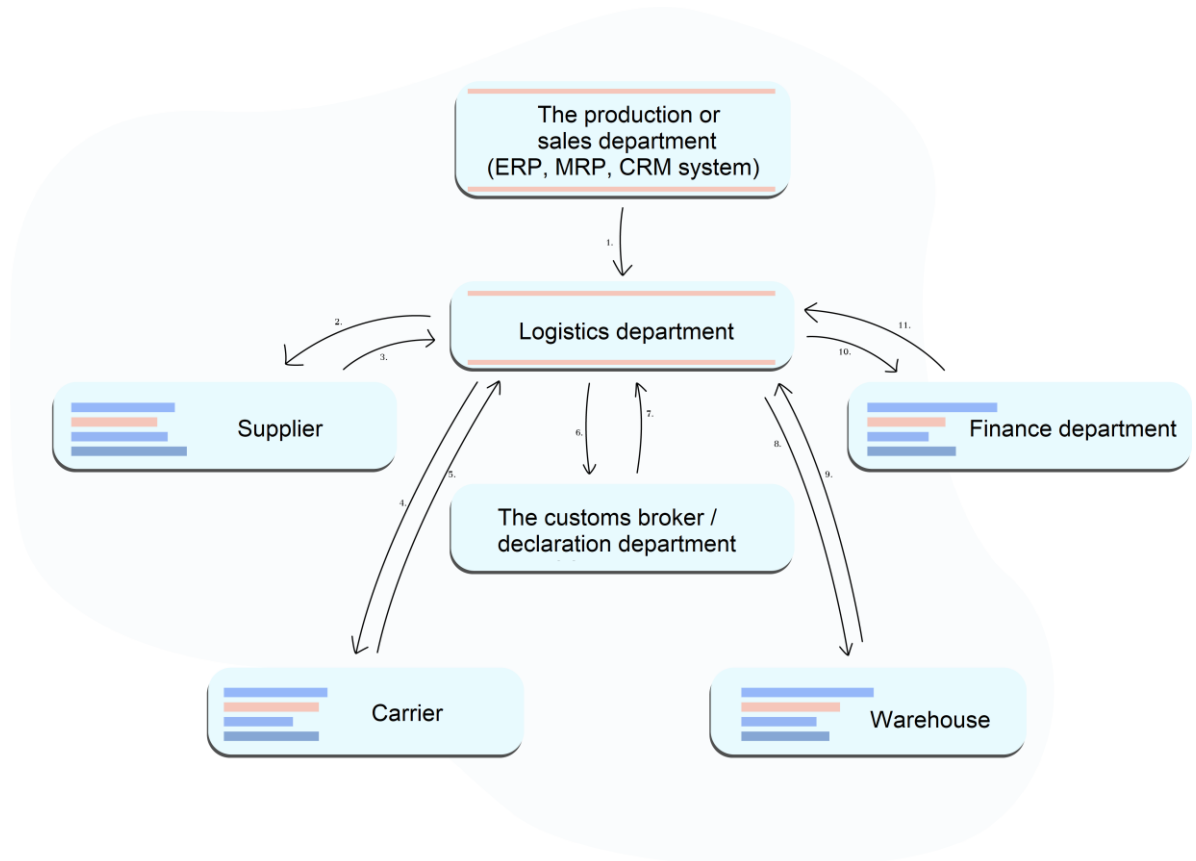 The production or
sales department
(ERP, MRP, CRM system)
1.
Logistics department
2.
3.
11.
10.
Supplier
Finance department
4.
5.
6.
7.
8.
9.
The customs broker /
declaration department
Carrier
Warehouse